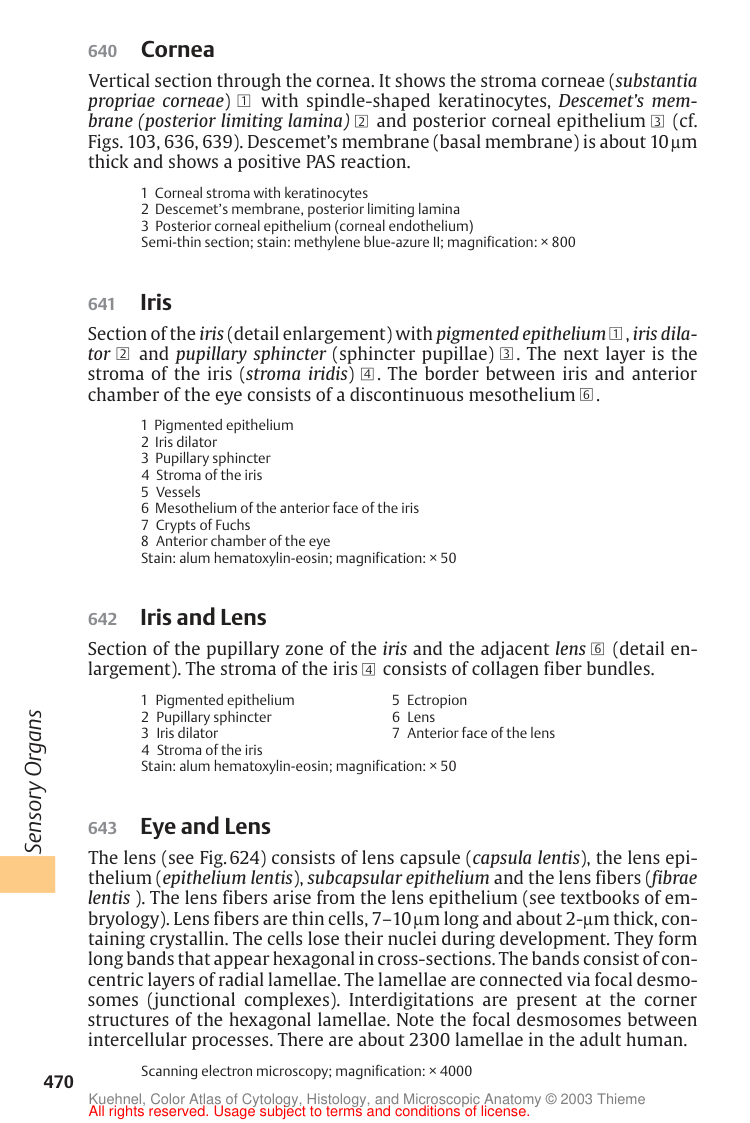 640 Cornea
Vertical section through the cornea. It shows the stroma corneae (substantia
propriae corneae) 1 with spindle-shaped keratinocytes, Descemet's mem-
brane (posterior limiting lamina) 2 and posterior corneal epithelium 3 (cf.
Figs. 103, 636, 639). Descemet's membrane (basal membrane) is about 10 µm
thick and shows a positive PAS reaction.
1 Corneal stroma with keratinocytes
2 Descemet's membrane, posterior limiting lamina
3 Posterior corneal epithelium (corneal endothelium)
Semi-thin section; stain: methylene blue-azure II; magnification: × 800
641 Iris
Section of the iris (detail enlargement) with pigmented epithelium 1, iris dila-
tor 2 and pupillary sphincter (sphincter pupillae) 3. The next layer is the
stroma of the iris (stroma iridis) 4. The border between iris and anterior
chamber of the eye consists of a discontinuous mesothelium 6.
1 Pigmented epithelium
2 Iris dilator
3 Pupillary sphincter
4 Stroma of the iris
5 Vessels
6 Mesothelium of the anterior face of the iris
7 Crypts of Fuchs
8 Anterior chamber of the eye
Stain: alum hematoxylin-eosin; magnification: × 50
642 Iris and Lens
Section of the pupillary zone of the iris and the adjacent lens 6 (detail en-
largement). The stroma of the iris 4 consists of collagen fiber bundles.
1 Pigmented epithelium
2 Pupillary sphincter
3 Iris dilator
4 Stroma of the iris
5 Ectropion
6 Lens
7 Anterior face of the lens
Stain: alum hematoxylin-eosin; magnification: × 50
643 Eye and Lens
The lens (see Fig. 624) consists of lens capsule (capsula lentis), the lens epi-
thelium (epithelium lentis), subcapsular epithelium and the lens fibers (fibrae
lentis ). The lens fibers arise from the lens epithelium (see textbooks of em-
bryology). Lens fibers are thin cells, 7–10 µm long and about 2-µm thick, con-
taining crystallin. The cells lose their nuclei during development. They form
long bands that appear hexagonal in cross-sections. The bands consist of con-
centric layers of radial lamellae. The lamellae are connected via focal desmo-
somes (junctional complexes). Interdigitations are present at the corner
structures of the hexagonal lamellae. Note the focal desmosomes between
intercellular processes. There are about 2300 lamellae in the adult human.
Scanning electron microscopy; magnification: × 4000
Sensory Organs
470
Kuehnel, Color Atlas of Cytology, Histology, and Microscopic Anatomy © 2003 Thieme
All rights reserved. Usage subject to terms and conditions of license.